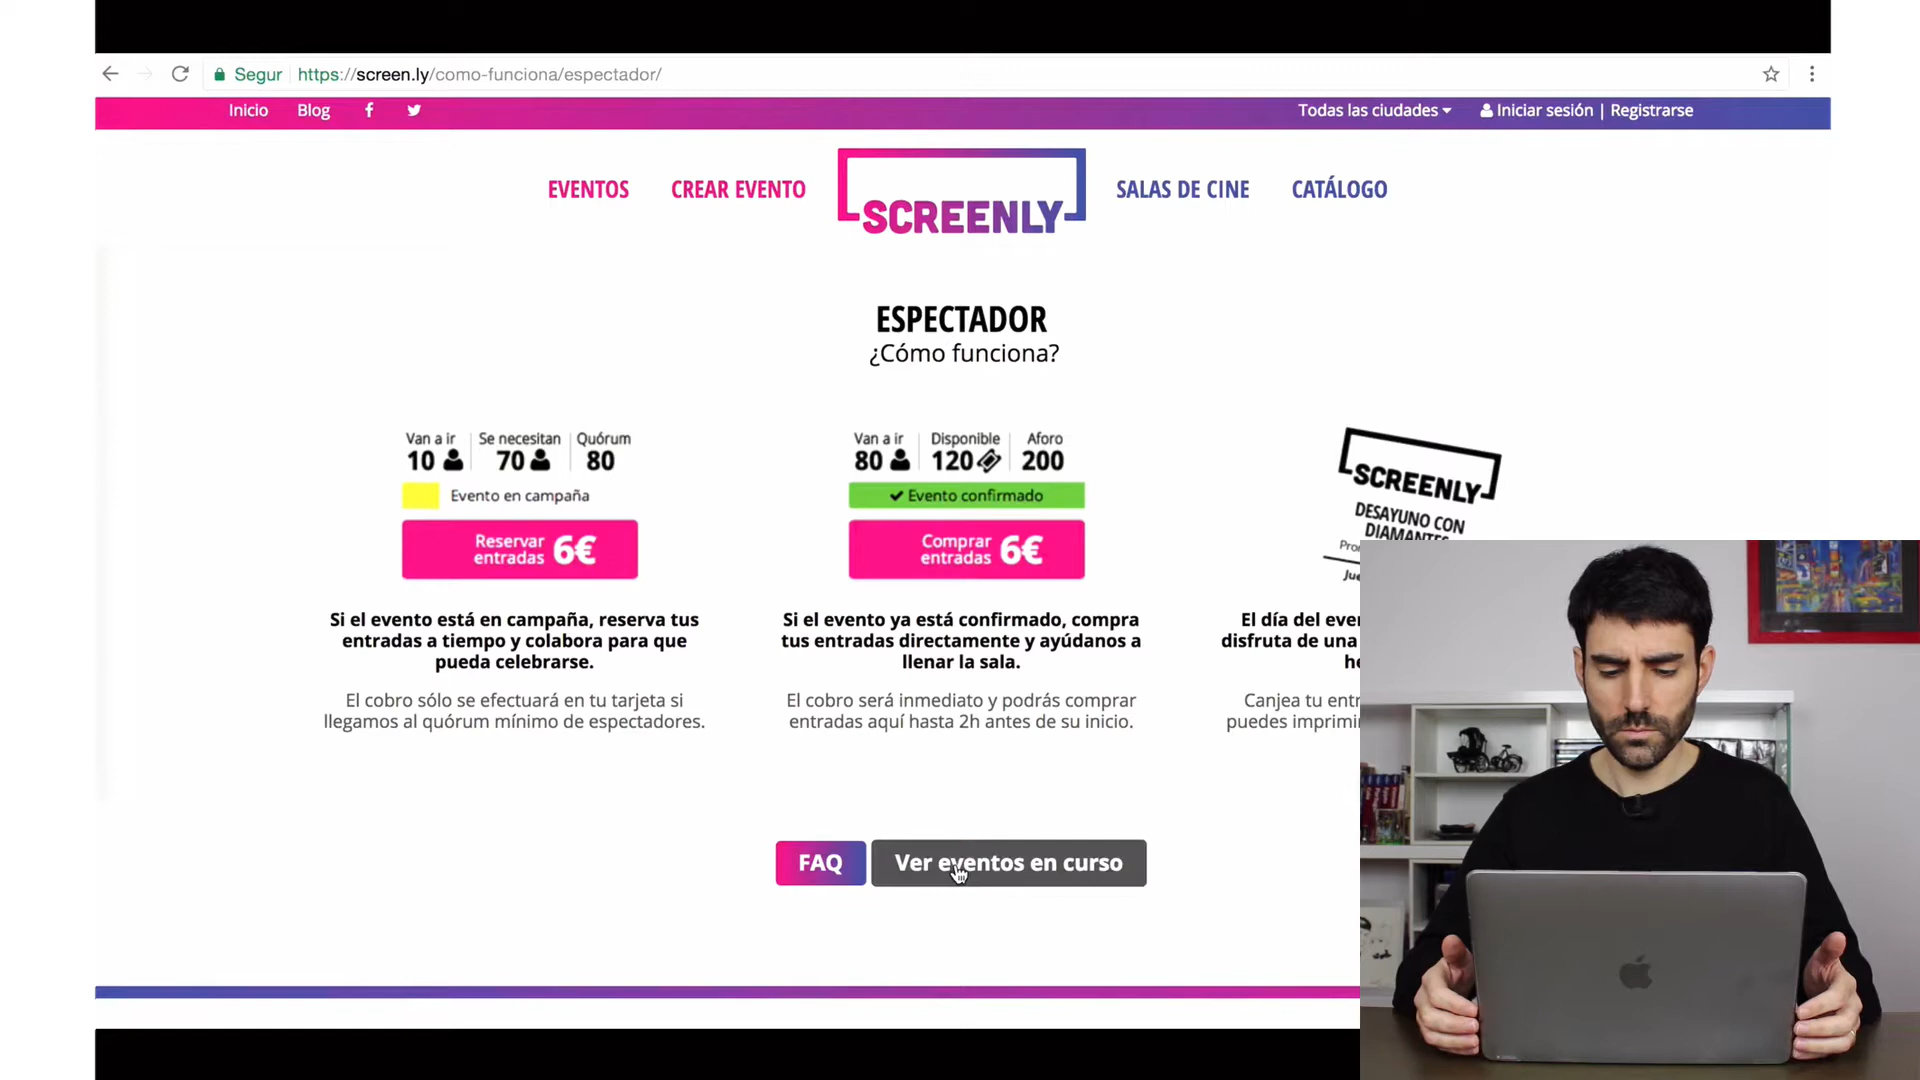 Segur https://screen.ly/como-funciona/espectador/
Inicio Blog Todas las ciudades Iniciar sesión | Registrarse
EVENTOS CREAR EVENTO SCREENLY SALAS DE CINE CATÁLOGO
ESPECTADOR
¿Cómo funciona?
Van a ir Se necesitan Quórum
10 70 80
Evento en campaña
Reservar entradas 6€
Si el evento está en campaña, reserva tus
entradas a tiempo y colabora para que
pueda celebrarse.
El cobro sólo se efectuará en tu tarjeta si
llegamos al quórum mínimo de espectadores.
Van a ir Disponible Aforo
80 120 200
Evento confirmado
Comprar entradas 6€
Si el evento ya está confirmado, compra
tus entradas directamente y ayúdanos a
llenar la sala.
El cobro será inmediato y podrás comprar
entradas aquí hasta 2h antes de su inicio.
SCREENLY
DESAYUNO CON
DIAMANTES
El día del
disfruta de una
Canjea tu
puedes
FAQ Ver eventos en curso